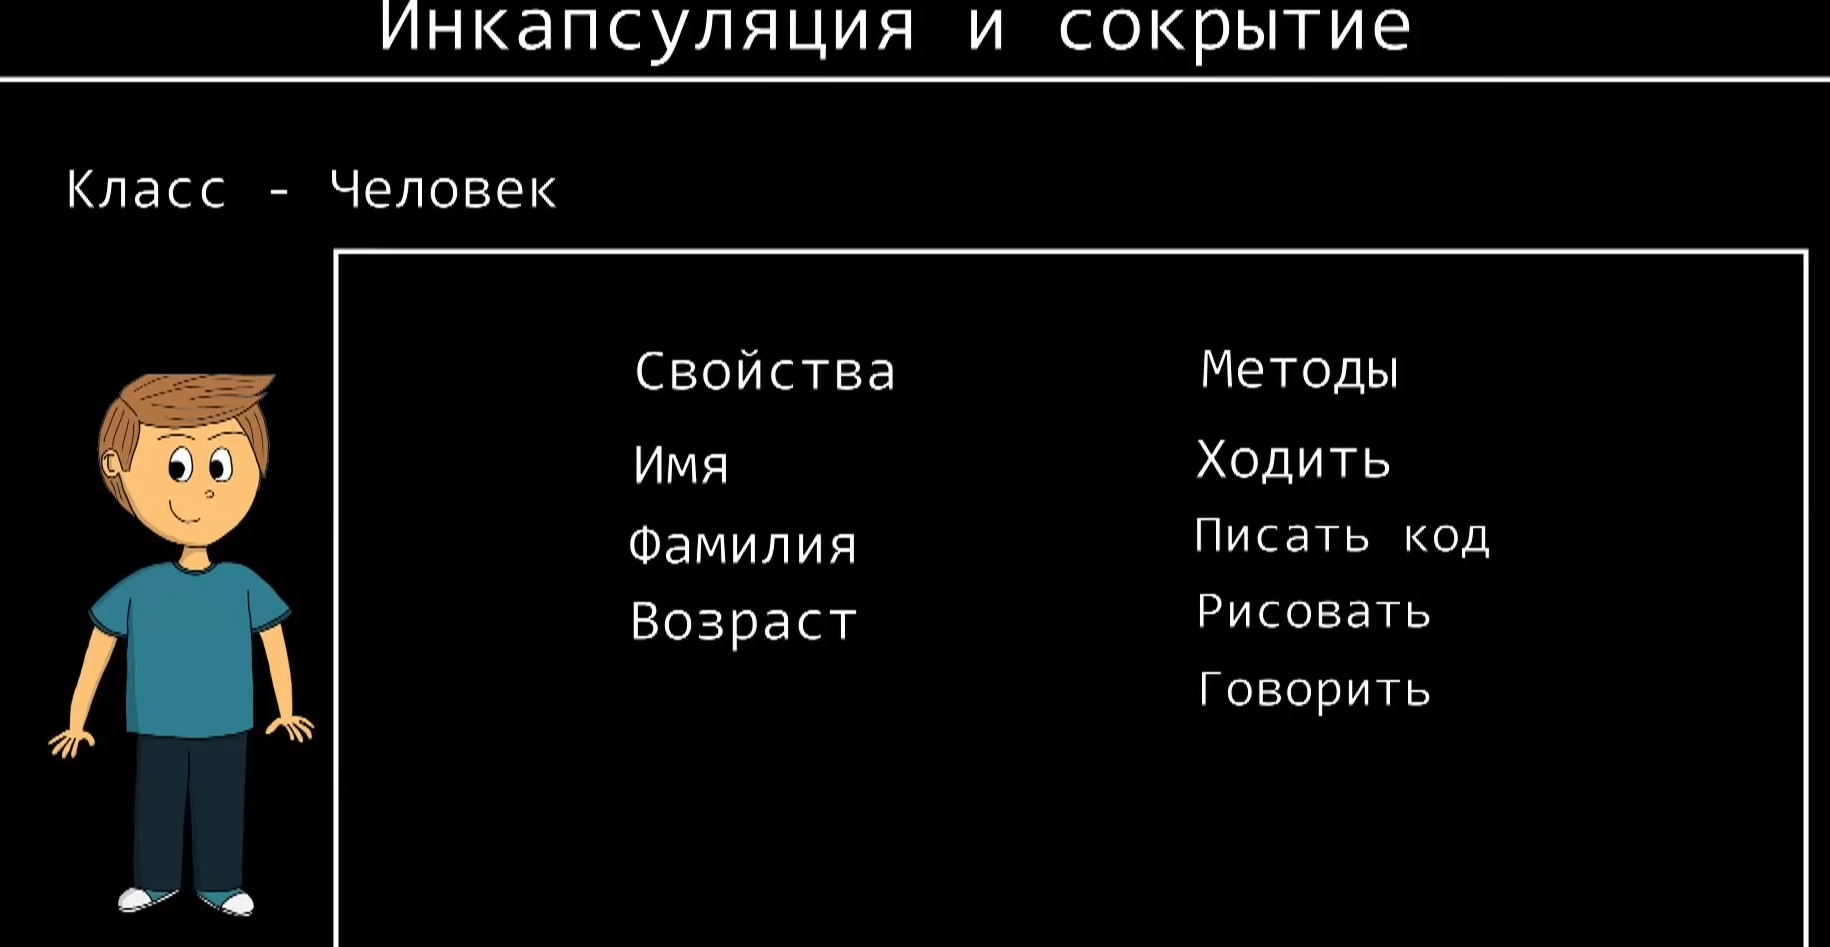 Инкапсуляция и сокрытие
Класс - Человек
Свойства
Имя
Фамилия
Возраст
Методы
Ходить
Писать код
Рисовать
Говорить